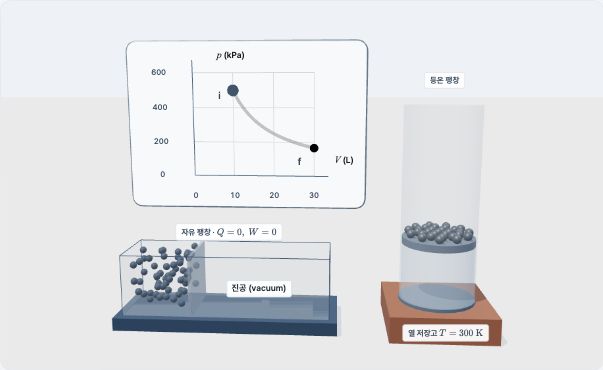 p (kPa)
600
400
200
0
i
f
V (L)
0 10 20 30
등온 팽창
자유 팽창 · Q = 0, W = 0
진공 (vacuum)
열 저장고 T = 300 K